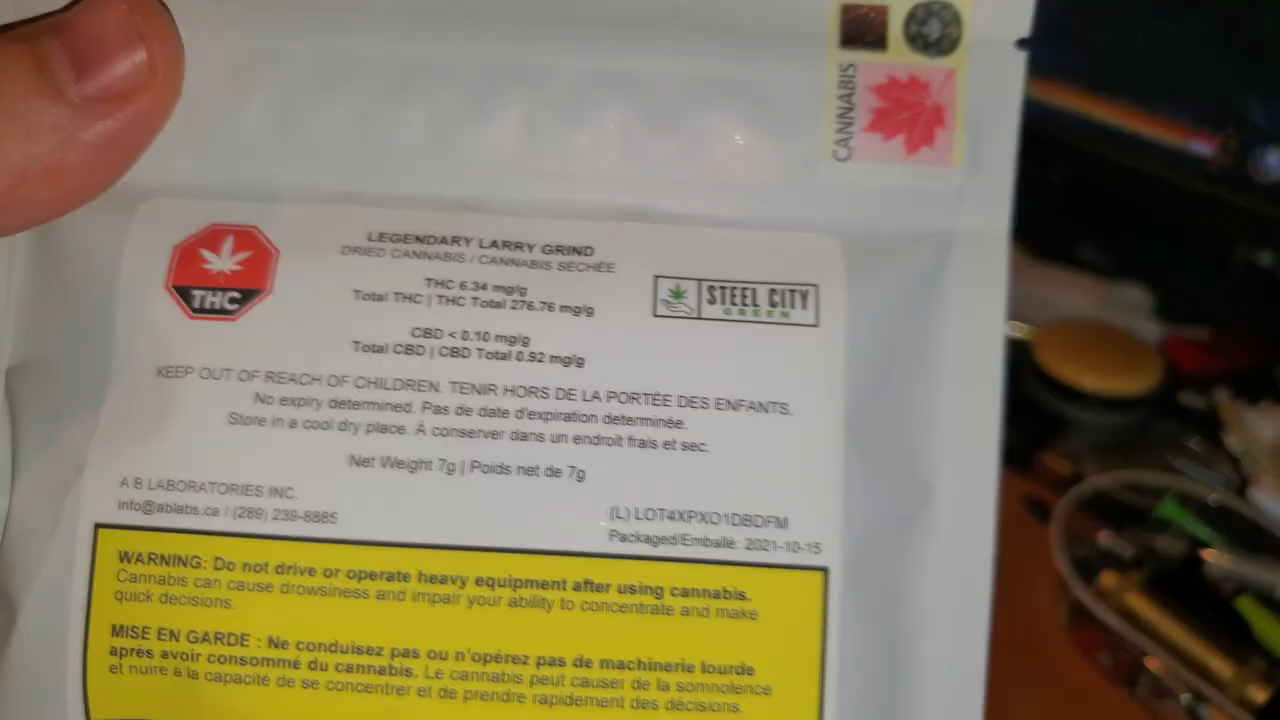 CANNABIS
THC
LEGENDARY LARRY GRIND
DRIED CANNABIS / CANNABIS SÉCHÉE
THC 6.34 mg/g
Total THC | THC Total 276.76 mg/g
CBD < 0.10 mg/g
Total CBD | CBD Total 0.92 mg/g
STEEL CITY
GREEN
KEEP OUT OF REACH OF CHILDREN. TENIR HORS DE LA PORTÉE DES ENFANTS.
No expiry determined. Pas de date d'expiration determinée.
Store in a cool dry place. À conserver dans un endroit frais et sec.
Net Weight 7g | Poids net de 7g
A B LABORATORIES INC.
info@ablabs.ca / (289) 239-8885
(L) LOT4XPXO1DBDFM
Packaged/Emballé: 2021-10-15
WARNING: Do not drive or operate heavy equipment after using cannabis.
Cannabis can cause drowsiness and impair your ability to concentrate and make
quick decisions.
MISE EN GARDE : Ne conduisez pas ou n'opérez pas de machinerie lourde
après avoir consommé du cannabis. Le cannabis peut causer de la somnolence
et nuire à la capacité de se concentrer et de prendre rapidement des décisions.